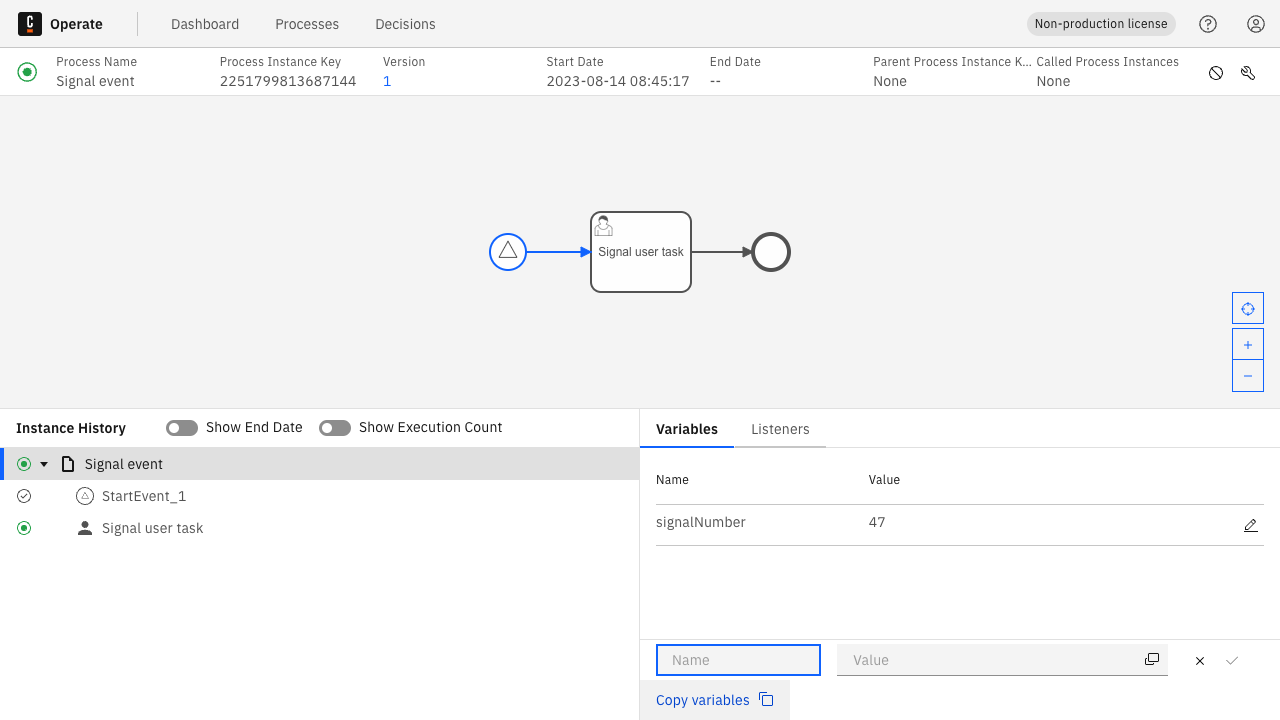 C Operate Dashboard Processes Decisions Non-production license
Process Name Process Instance Key Version Start Date End Date Parent Process Instance K... Called Process Instances
Signal event 2251799813687144 1 2023-08-14 08:45:17 -- None None
Signal user task
Instance History Show End Date Show Execution Count
Signal event
StartEvent_1
Signal user task
Variables Listeners
Name Value
signalNumber 47
Name Value
Copy variables